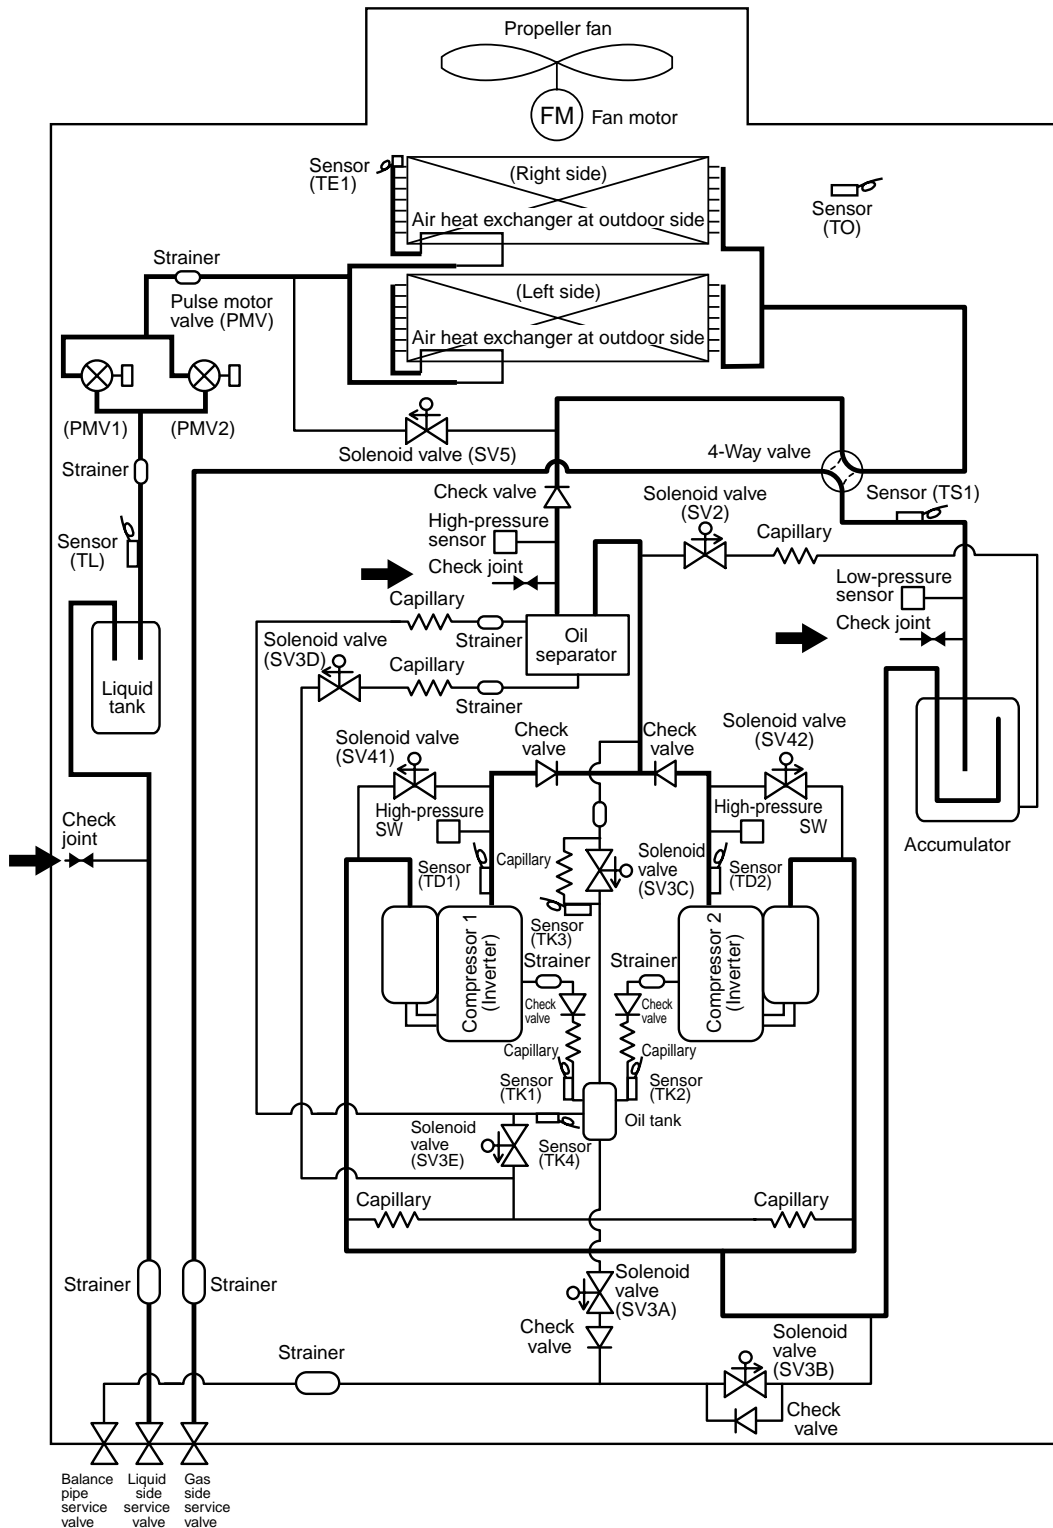 Propeller fan
FM
Fan motor
Sensor
(TE1)
(Right side)
Air heat exchanger at outdoor side
Sensor
(TO)
Strainer
Pulse motor
valve (PMV)
(Left side)
Air heat exchanger at outdoor side
(PMV1)
(PMV2)
Solenoid valve (SV5)
4-Way valve
Strainer
Check valve
Solenoid valve
(SV2)
Sensor (TS1)
High-pressure
sensor
Capillary
Sensor
(TL)
Check joint
Low-pressure
sensor
Capillary
Check joint
Strainer
Oil
separator
Solenoid valve
(SV3D)
Capillary
Strainer
Liquid
tank
Check
valve
Check
valve
Solenoid valve
(SV41)
Solenoid valve
(SV42)
High-pressure
SW
High-pressure
SW
Check
joint
Accumulator
Capillary
Solenoid
valve
(SV3C)
Sensor
(TD1)
Sensor
(TD2)
Sensor
(TK3)
Compressor 1
(Inverter)
Compressor 2
(Inverter)
Strainer
Strainer
Check
valve
Check
valve
Capillary
Capillary
Sensor
(TK1)
Sensor
(TK2)
Oil tank
Solenoid
valve
(SV3E)
Sensor
(TK4)
Capillary
Capillary
Strainer
Strainer
Solenoid
valve
(SV3A)
Check
valve
Solenoid
valve
(SV3B)
Strainer
Check
valve
Balance
pipe
service
valve
Liquid
side
service
valve
Gas
side
service
valve